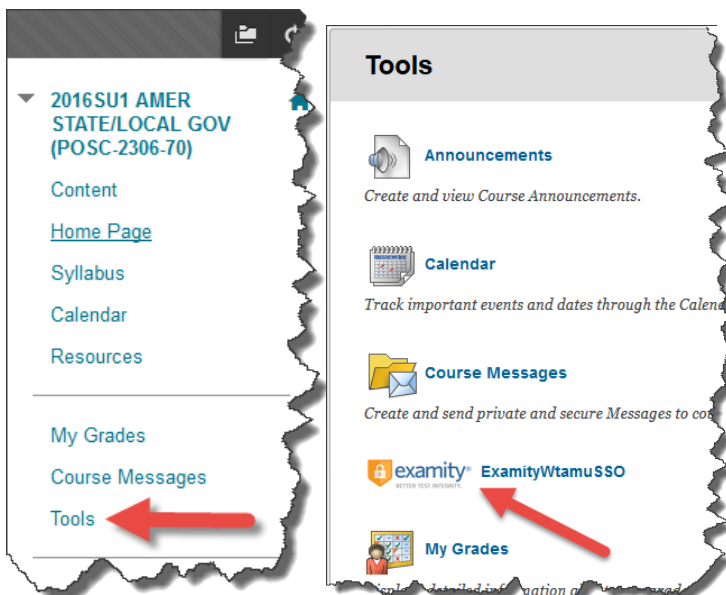 2016SU1 AMER
STATE/LOCAL GOV
(POSC-2306-70)
Content
Home Page
Syllabus
Calendar
Resources
My Grades
Course Messages
Tools
Tools
Announcements
Create and view Course Announcements.
Calendar
Track important events and dates through the
Course Messages
Create and send private and secure Messages to
examity® ExamityWtamuSSO
BETTER TEST INTEGRITY.
My Grades